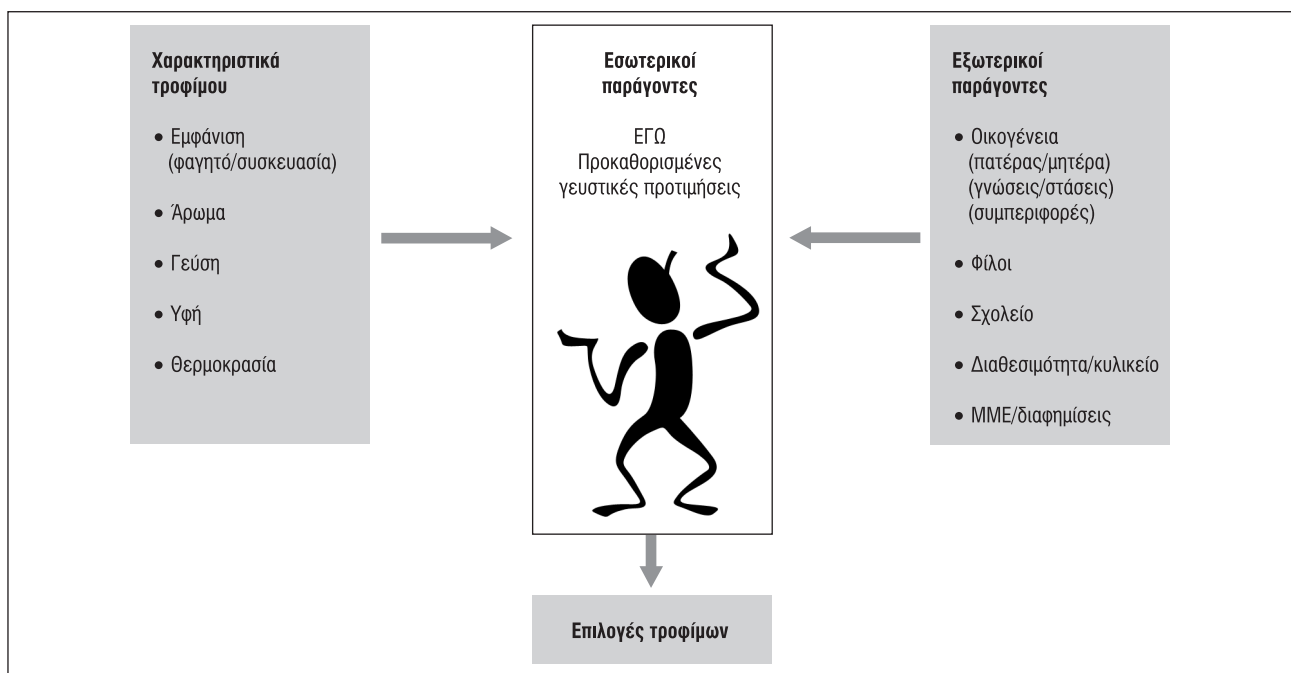 Χαρακτηριστικά
τροφίμου
• Εμφάνιση
(φαγητό/συσκευασία)
• Άρωμα
• Γεύση
• Υφή
• Θερμοκρασία
Εσωτερικοί
παράγοντες
ΕΓΩ
Προκαθορισμένες
γευστικές προτιμήσεις
Εξωτερικοί
παράγοντες
• Οικογένεια
(πατέρας/μητέρα)
(γνώσεις/στάσεις)
(συμπεριφορές)
• Φίλοι
• Σχολείο
• Διαθεσιμότητα/κυλικείο
• ΜΜΕ/διαφημίσεις
Επιλογές τροφίμων